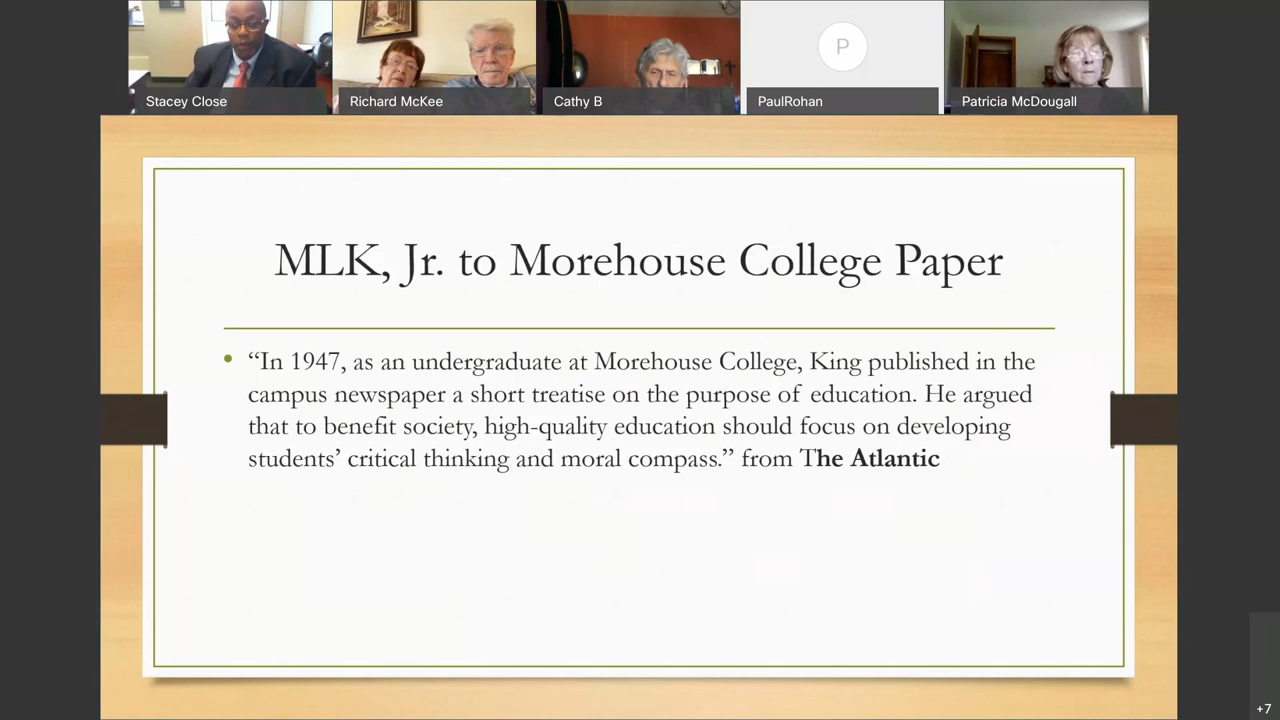 Stacey Close
Richard McKee
Cathy B
P
PaulRohan
Patricia McDougall
MLK, Jr. to Morehouse College Paper
• “In 1947, as an undergraduate at Morehouse College, King published in the
campus newspaper a short treatise on the purpose of education. He argued
that to benefit society, high-quality education should focus on developing
students’ critical thinking and moral compass.” from The Atlantic
+7